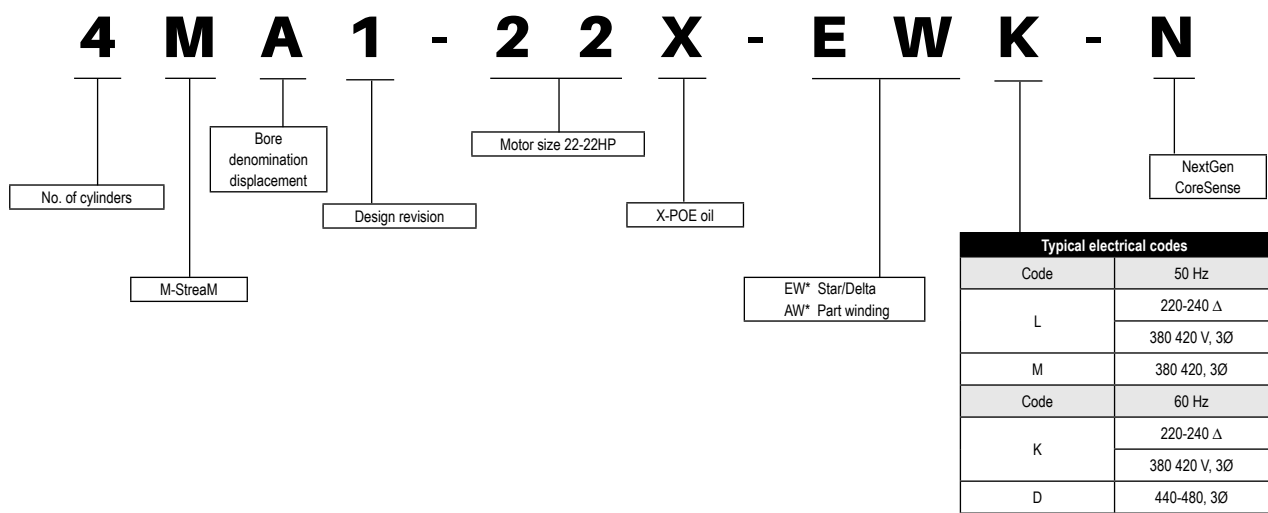 4 M A 1 - 2 2 X - E W K - N
Bore
denomination
displacement
Motor size 22-22HP
NextGen
CoreSense
No. of cylinders
Design revision
X-POE oil
M-StreaM
EW* Star/Delta
AW* Part winding
Typical electrical codes
Code 50 Hz
L 220-240 Δ
380 420 V, 3Ø
M 380 420, 3Ø
Code 60 Hz
K 220-240 Δ
380 420 V, 3Ø
D 440-480, 3Ø